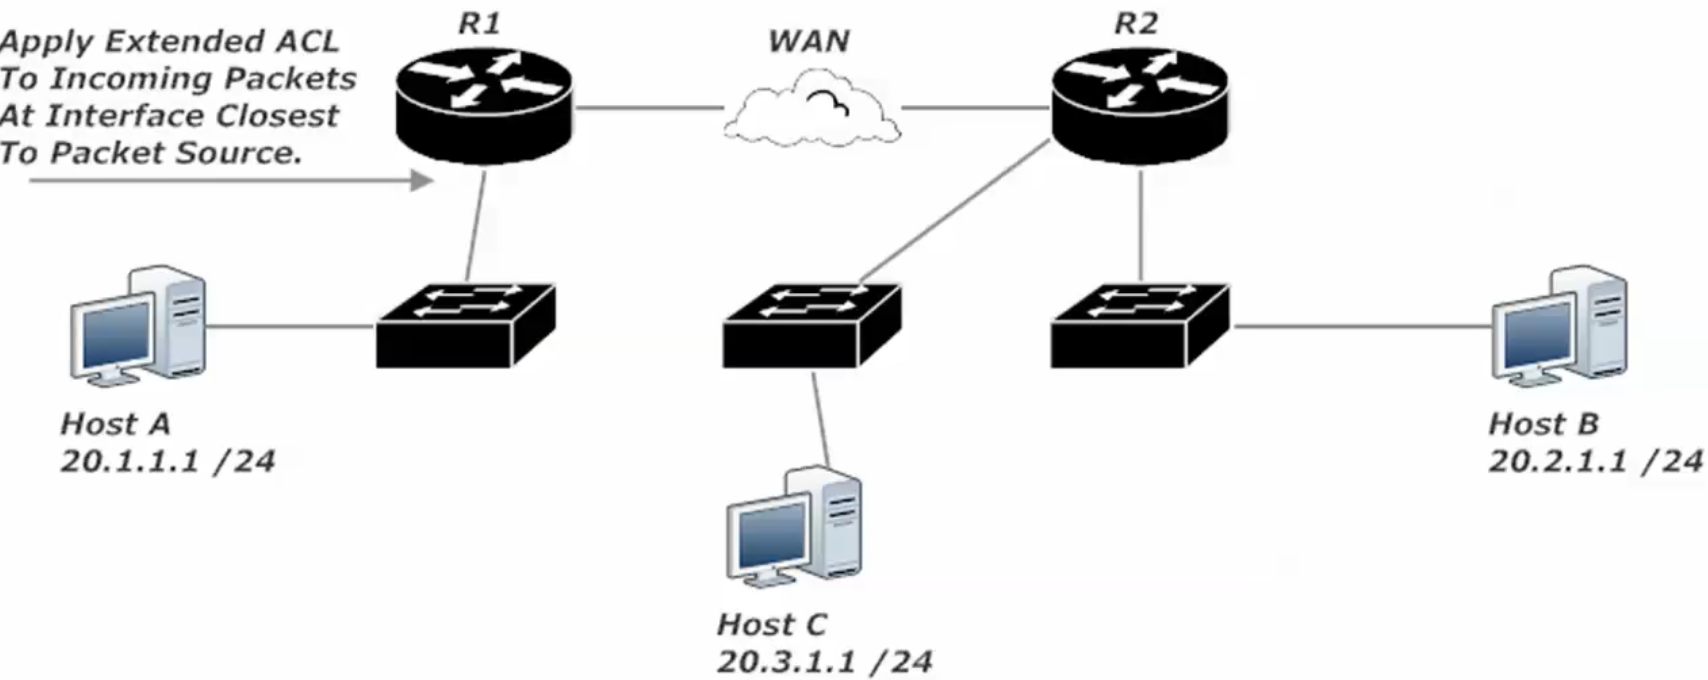 R1
WAN
R2
Apply Extended ACL
To Incoming Packets
At Interface Closest
To Packet Source.
Host A
20.1.1.1 /24
Host B
20.2.1.1 /24
Host C
20.3.1.1 /24